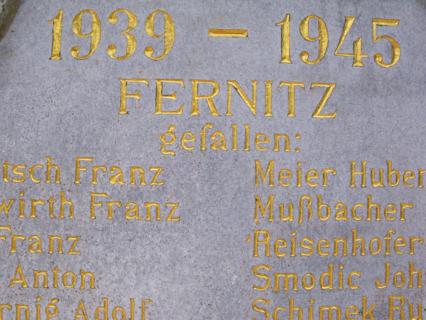 1939 – 1945
FERNITZ
gefallen:
tsch Franz
wirth Franz
Franz
Anton
rnig Adolf
Meier Huber
Mußbacher
Reisenhofer
Smodic Joh
Schimek Ru